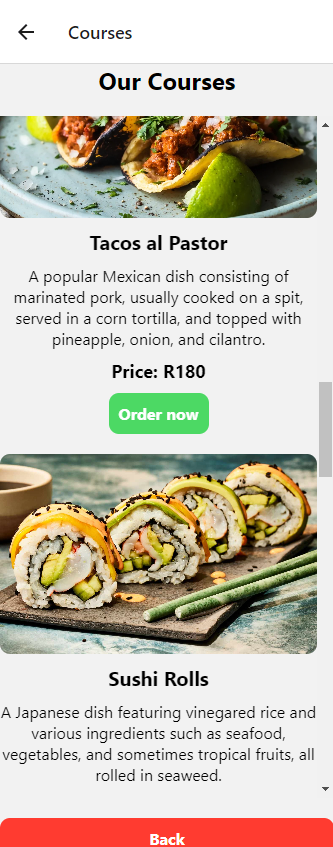 Courses
Our Courses
Tacos al Pastor
A popular Mexican dish consisting of
marinated pork, usually cooked on a spit,
served in a corn tortilla, and topped with
pineapple, onion, and cilantro.
Price: R180
Order now
Sushi Rolls
A Japanese dish featuring vinegared rice and
various ingredients such as seafood,
vegetables, and sometimes tropical fruits, all
rolled in seaweed.
Back